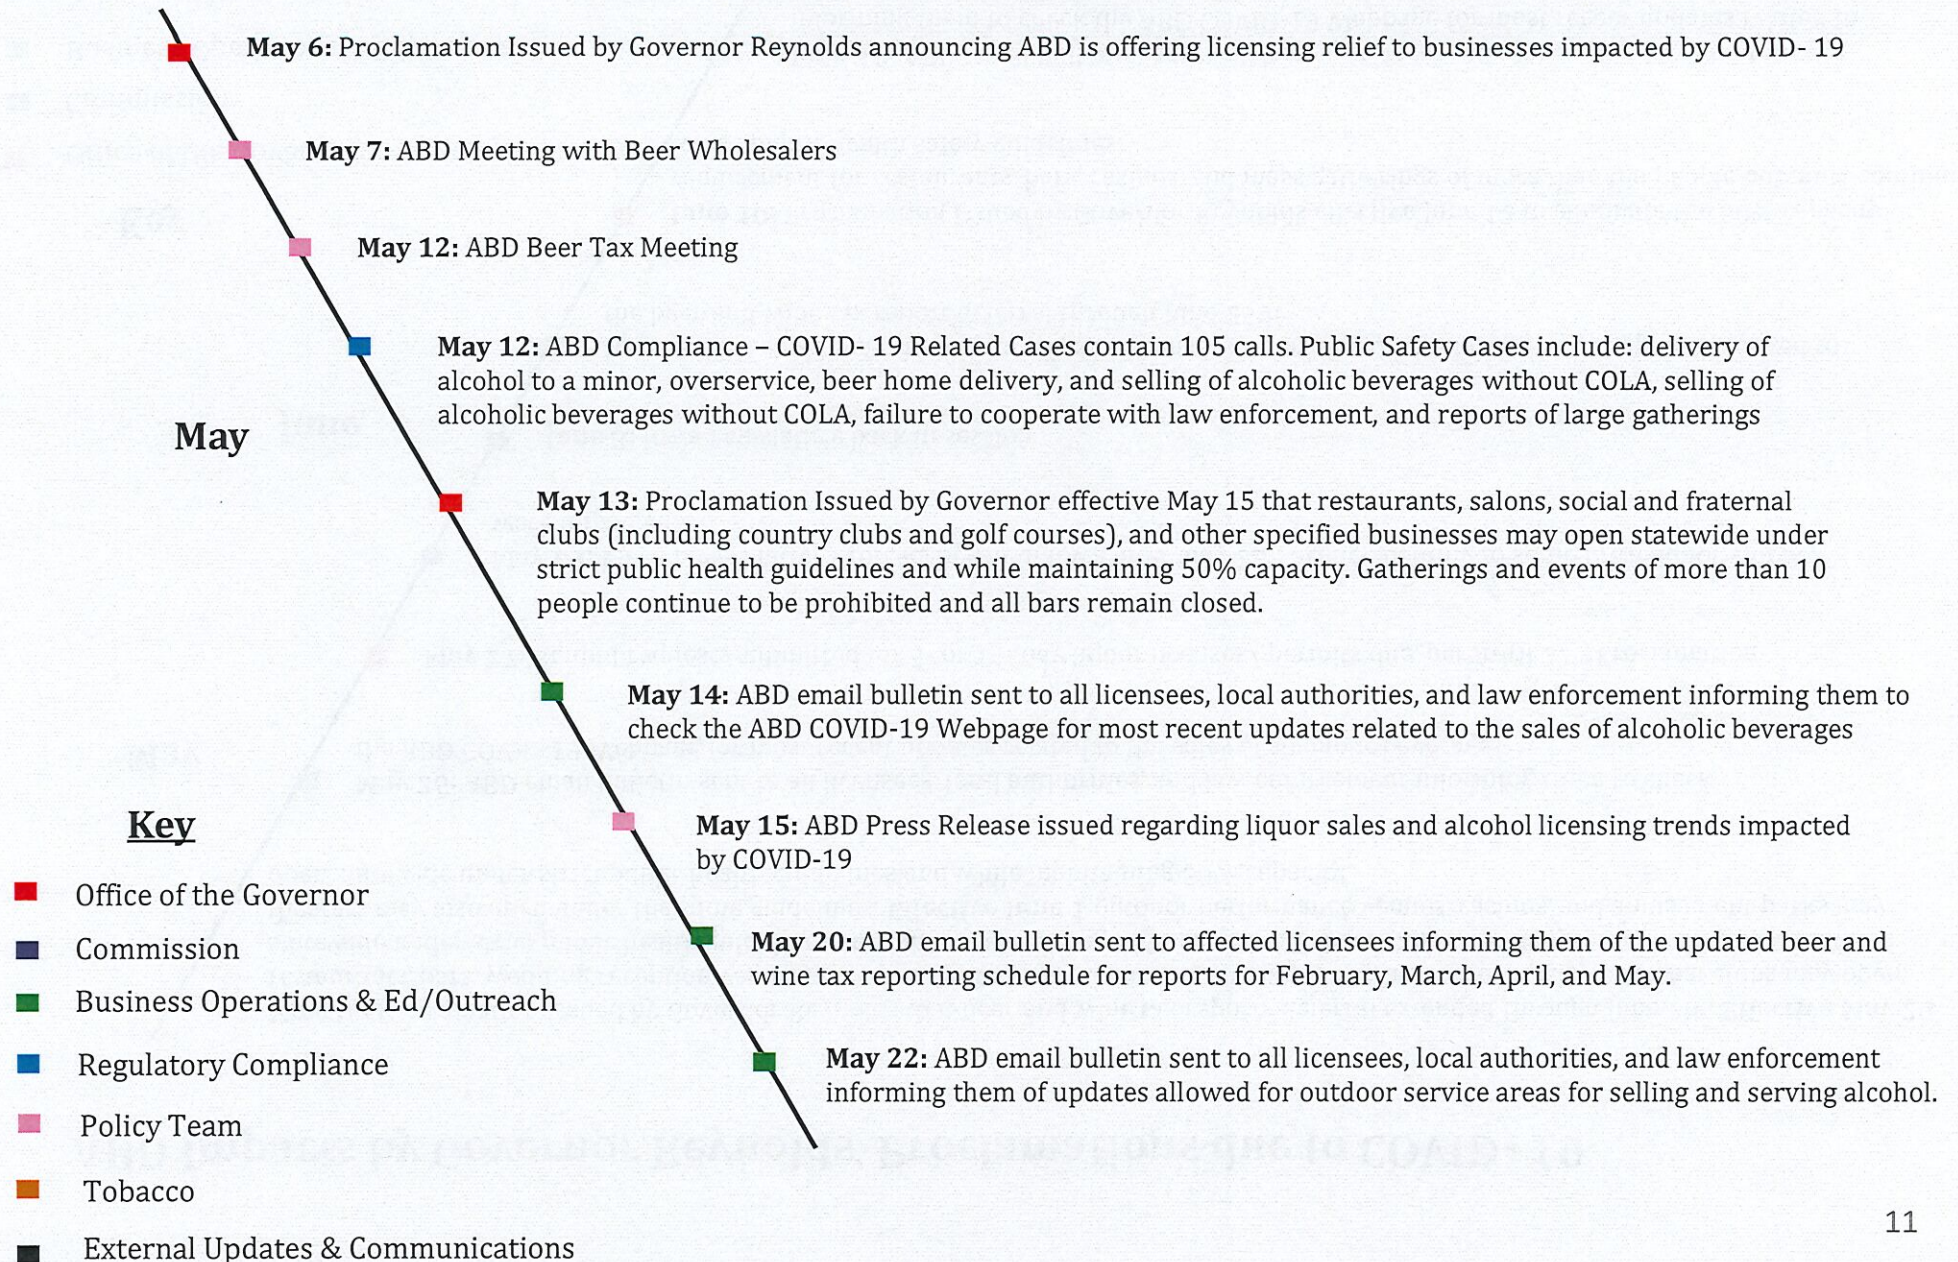 May 6: Proclamation Issued by Governor Reynolds announcing ABD is offering licensing relief to businesses impacted by COVID- 19
May 7: ABD Meeting with Beer Wholesalers
May 12: ABD Beer Tax Meeting
May 12: ABD Compliance – COVID- 19 Related Cases contain 105 calls. Public Safety Cases include: delivery of
alcohol to a minor, overservice, beer home delivery, and selling of alcoholic beverages without COLA, selling of
alcoholic beverages without COLA, failure to cooperate with law enforcement, and reports of large gatherings
May
May 13: Proclamation Issued by Governor effective May 15 that restaurants, salons, social and fraternal
clubs (including country clubs and golf courses), and other specified businesses may open statewide under
strict public health guidelines and while maintaining 50% capacity. Gatherings and events of more than 10
people continue to be prohibited and all bars remain closed.
May 14: ABD email bulletin sent to all licensees, local authorities, and law enforcement informing them to
check the ABD COVID-19 Webpage for most recent updates related to the sales of alcoholic beverages
May 15: ABD Press Release issued regarding liquor sales and alcohol licensing trends impacted
by COVID-19
May 20: ABD email bulletin sent to affected licensees informing them of the updated beer and
wine tax reporting schedule for reports for February, March, April, and May.
May 22: ABD email bulletin sent to all licensees, local authorities, and law enforcement
informing them of updates allowed for outdoor service areas for selling and serving alcohol.
Key
Office of the Governor
Commission
Business Operations & Ed/Outreach
Regulatory Compliance
Policy Team
Tobacco
External Updates & Communications
11